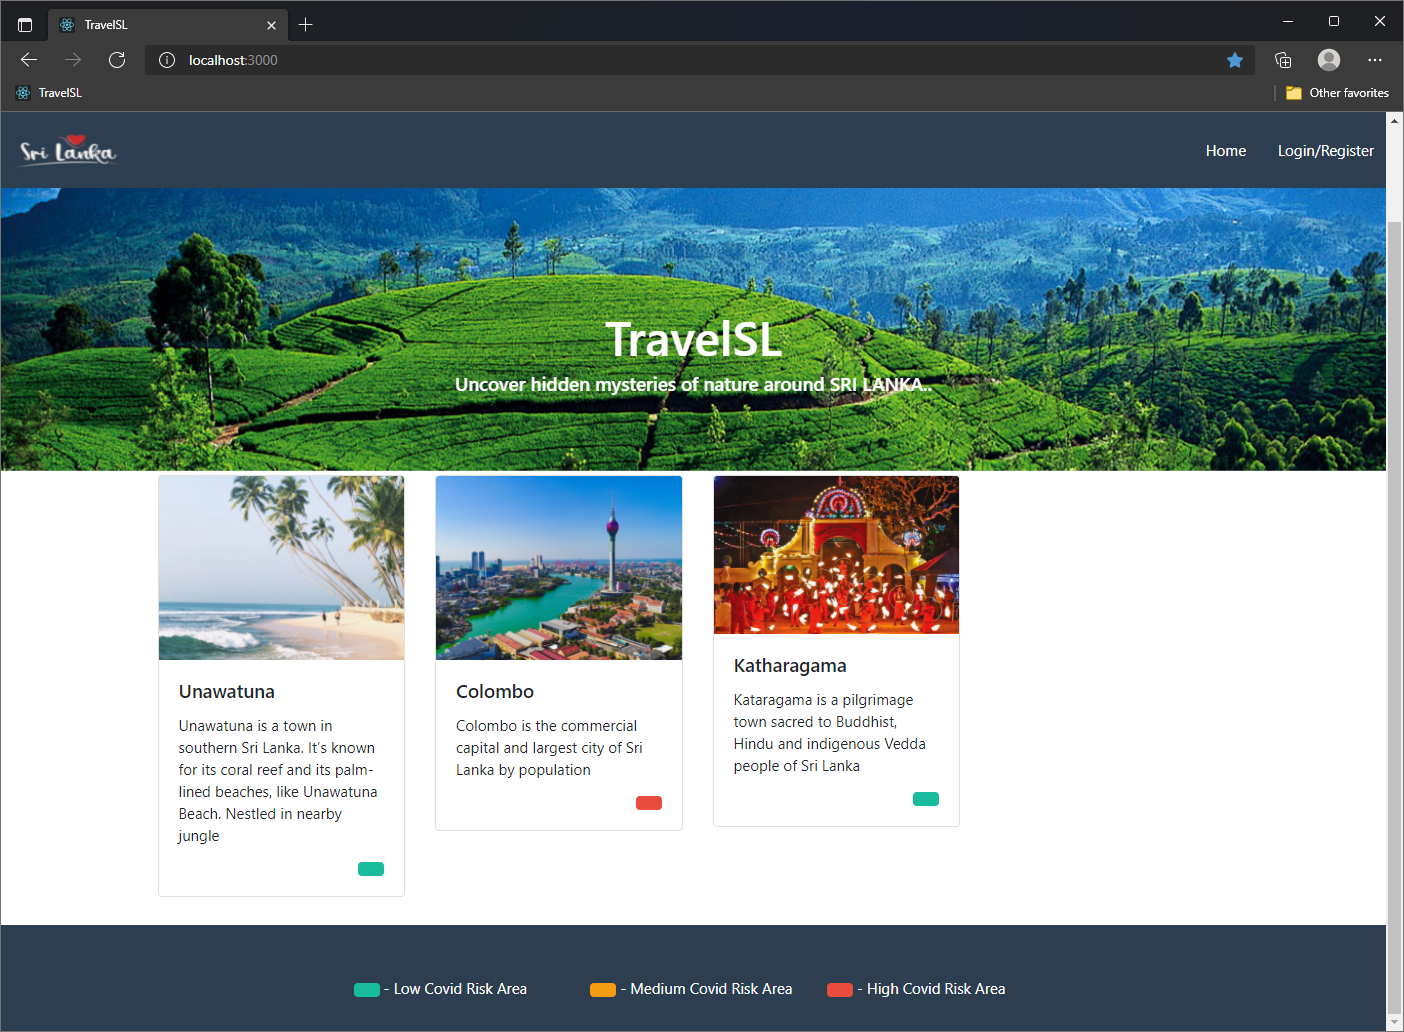 TravelSL
localhost:3000
TravelSL
Other favorites
Sri Lanka
Home
Login/Register
TravelSL
Uncover hidden mysteries of nature around SRI LANKA..
Unawatuna
Unawatuna is a town in
southern Sri Lanka. It’s known
for its coral reef and its palm-
lined beaches, like Unawatuna
Beach. Nestled in nearby
jungle
Colombo
Colombo is the commercial
capital and largest city of Sri
Lanka by population
Katharagama
Kataragama is a pilgrimage
town sacred to Buddhist,
Hindu and indigenous Vedda
people of Sri Lanka
- Low Covid Risk Area
- Medium Covid Risk Area
- High Covid Risk Area